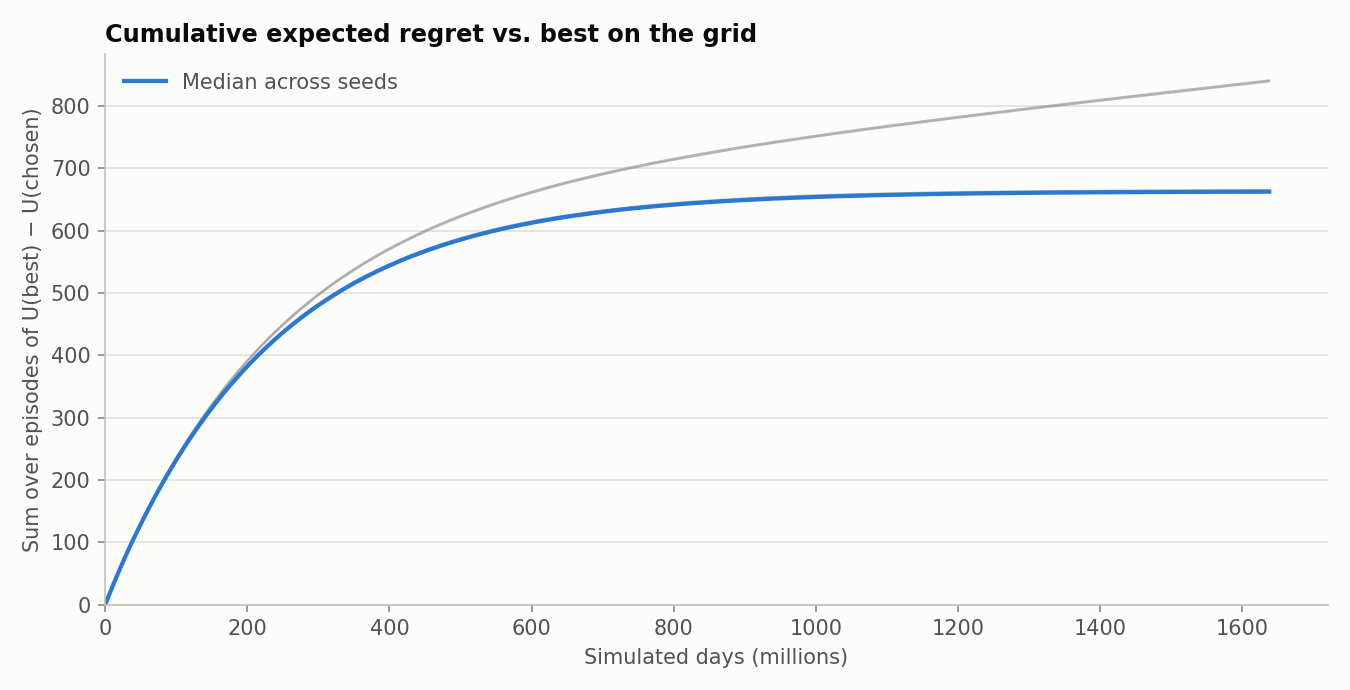 Cumulative expected regret vs. best on the grid
Median across seeds
Sum over episodes of U(best) − U(chosen)
800
700
600
500
400
300
200
100
0
0 200 400 600 800 1000 1200 1400 1600
Simulated days (millions)